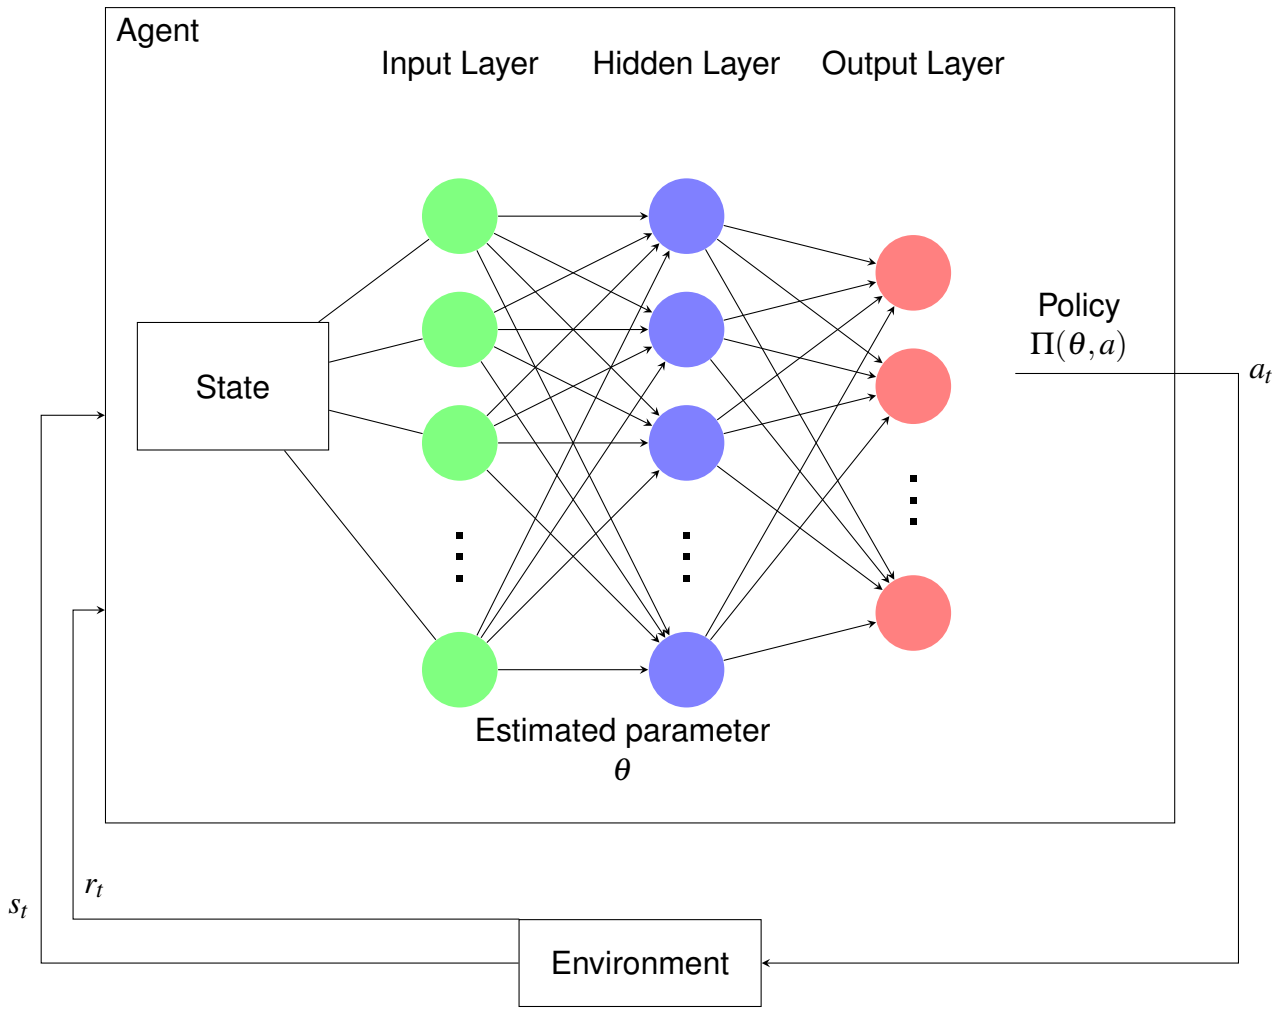 Agent
Input Layer
Hidden Layer
Output Layer
Policy
Π(θ, a)
State
a_t
Estimated parameter
θ
r_t
s_t
Environment